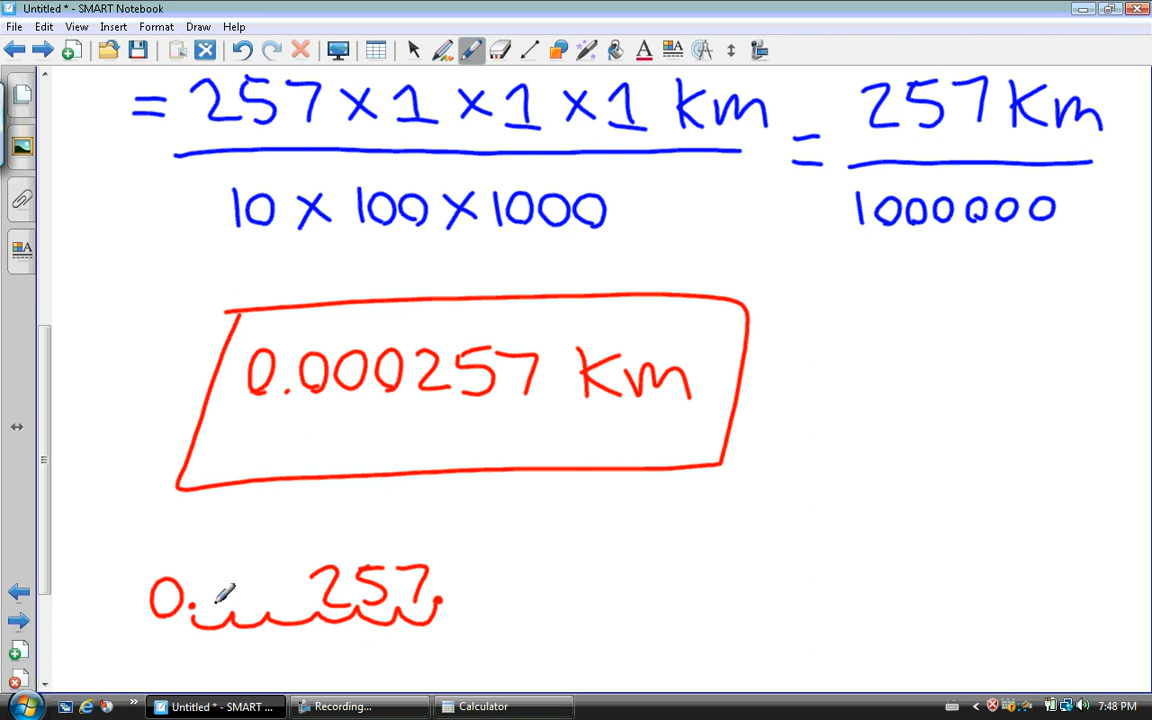 Untitled * - SMART Notebook
File Edit View Insert Format Draw Help
= 257 x 1 x 1 x 1 Km = 257 Km
10 x 100 x 1000 1000000
0.000257 Km
0. 257.
Untitled * - SMART ... Recording... Calculator 7:48 PM